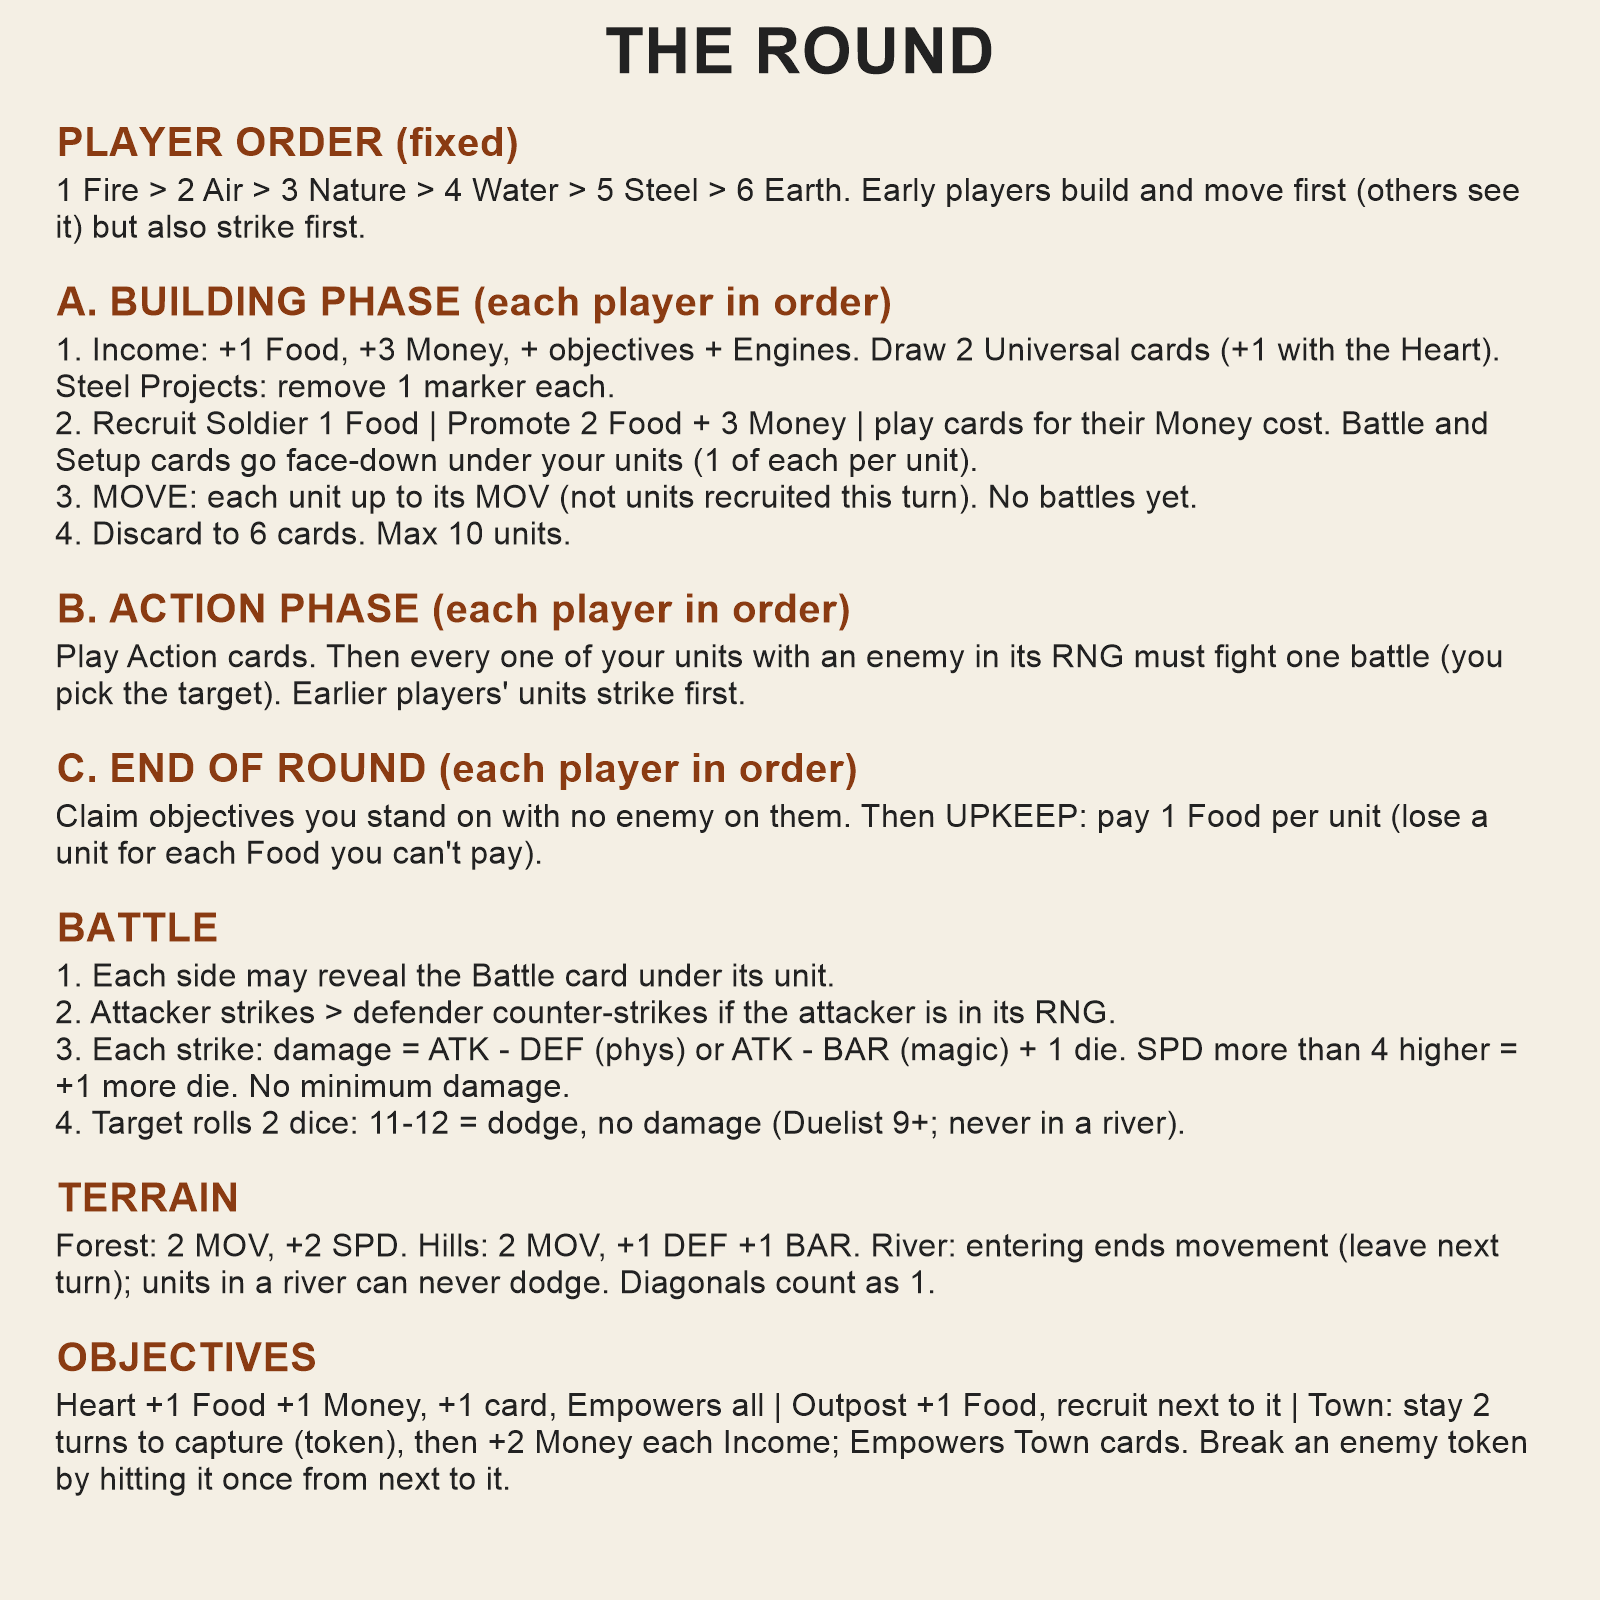 THE ROUND
PLAYER ORDER (fixed)
1 Fire > 2 Air > 3 Nature > 4 Water > 5 Steel > 6 Earth. Early players build and move first (others see
it) but also strike first.
A. BUILDING PHASE (each player in order)
1. Income: +1 Food, +3 Money, + objectives + Engines. Draw 2 Universal cards (+1 with the Heart).
Steel Projects: remove 1 marker each.
2. Recruit Soldier 1 Food | Promote 2 Food + 3 Money | play cards for their Money cost. Battle and
Setup cards go face-down under your units (1 of each per unit).
3. MOVE: each unit up to its MOV (not units recruited this turn). No battles yet.
4. Discard to 6 cards. Max 10 units.
B. ACTION PHASE (each player in order)
Play Action cards. Then every one of your units with an enemy in its RNG must fight one battle (you
pick the target). Earlier players' units strike first.
C. END OF ROUND (each player in order)
Claim objectives you stand on with no enemy on them. Then UPKEEP: pay 1 Food per unit (lose a
unit for each Food you can't pay).
BATTLE
1. Each side may reveal the Battle card under its unit.
2. Attacker strikes > defender counter-strikes if the attacker is in its RNG.
3. Each strike: damage = ATK - DEF (phys) or ATK - BAR (magic) + 1 die. SPD more than 4 higher =
+1 more die. No minimum damage.
4. Target rolls 2 dice: 11-12 = dodge, no damage (Duelist 9+; never in a river).
TERRAIN
Forest: 2 MOV, +2 SPD. Hills: 2 MOV, +1 DEF +1 BAR. River: entering ends movement (leave next
turn); units in a river can never dodge. Diagonals count as 1.
OBJECTIVES
Heart +1 Food +1 Money, +1 card, Empowers all | Outpost +1 Food, recruit next to it | Town: stay 2
turns to capture (token), then +2 Money each Income; Empowers Town cards. Break an enemy token
by hitting it once from next to it.